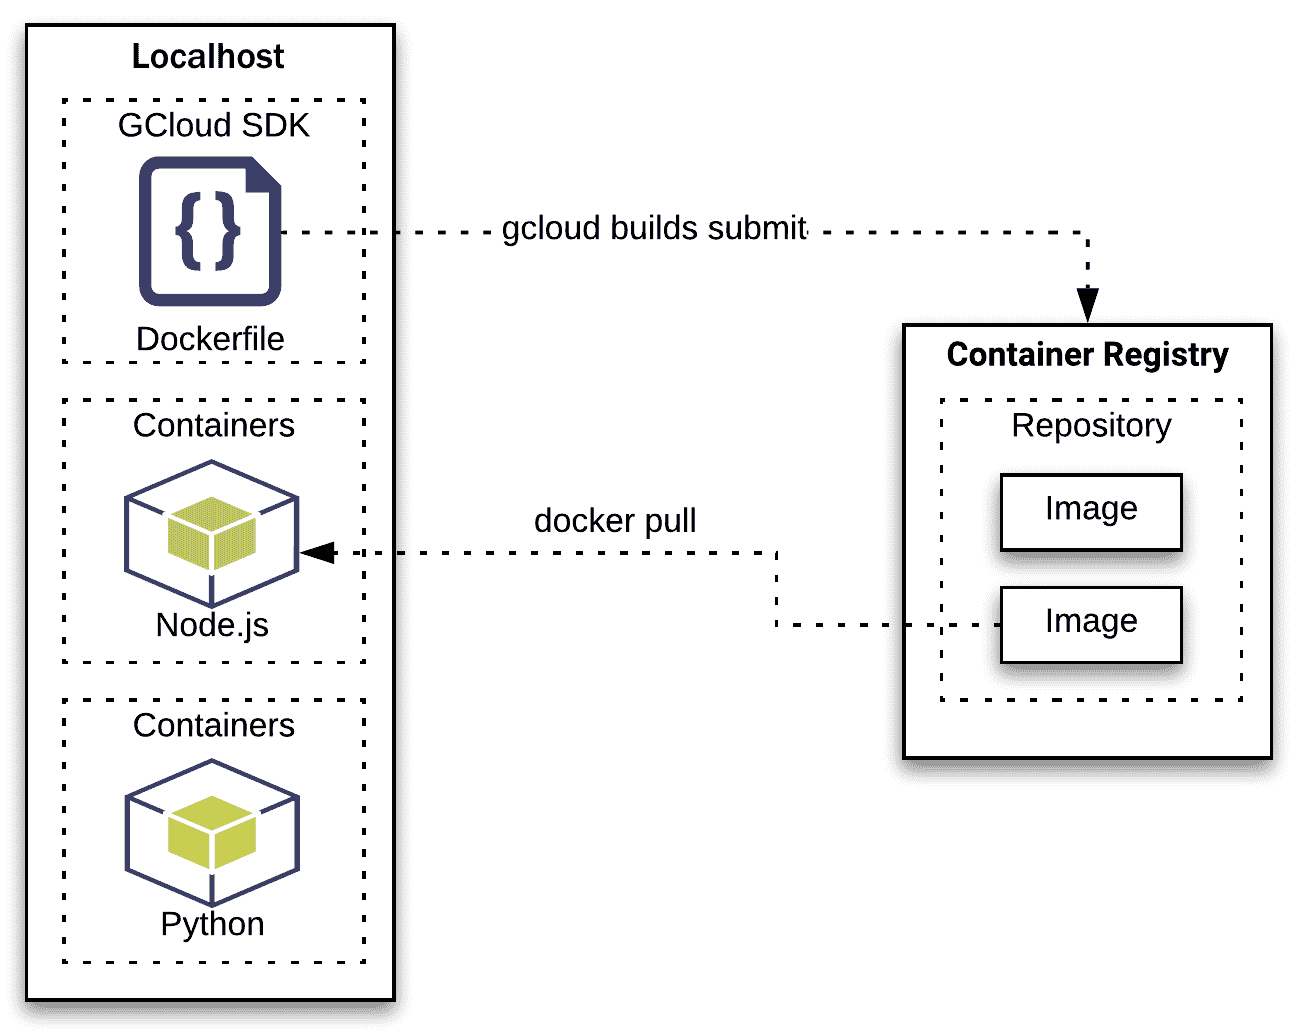 Localhost
GCloud SDK
{}
Dockerfile
gcloud builds submit
Containers
Node.js
docker pull
Containers
Python
Container Registry
Repository
Image
Image